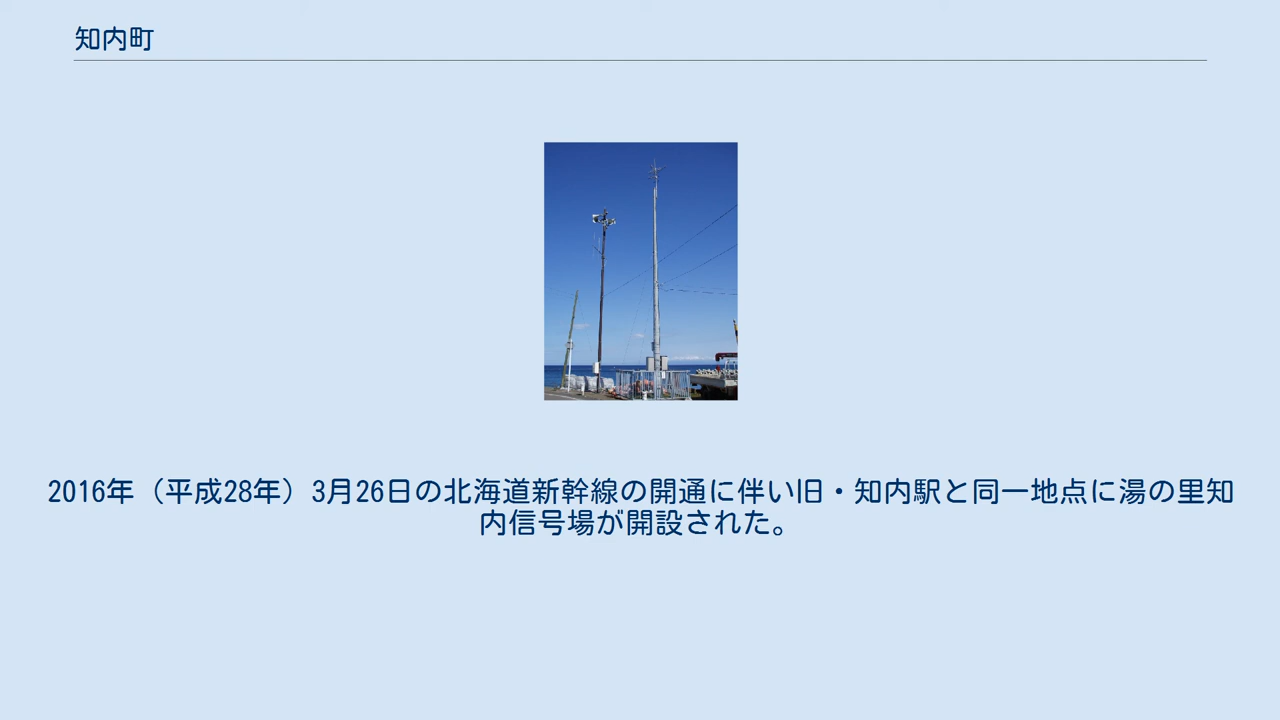 知内町
2016年（平成28年）3月26日の北海道新幹線の開通に伴い旧・知内駅と同一地点に湯の里知
内信号場が開設された。